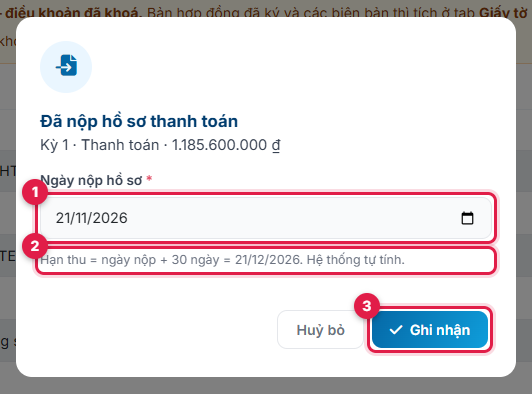 điều khoản đã khoá. Bản hợp đồng đã ký và các biên bản thì tích ở tab Giấy tờ
Đã nộp hồ sơ thanh toán
Kỳ 1 · Thanh toán · 1.185.600.000 ₫
Ngày nộp hồ sơ *
1
21/11/2026
2
Hạn thu = ngày nộp + 30 ngày = 21/12/2026. Hệ thống tự tính.
3
Huỷ bỏ
Ghi nhận